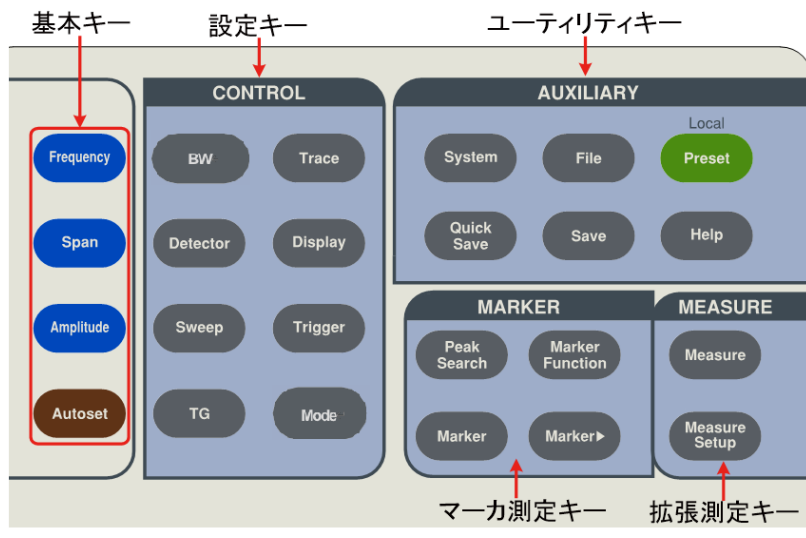 基本キー 設定キー ユーティリティキー
CONTROL AUXILIARY
Local
Frequency BW Trace System File Preset
Span Detector Display Quick Save Save Help
MARKER MEASURE
Amplitude Sweep Trigger Peak Search Marker Function Measure
Autoset TG Mode Marker Marker▶ Measure Setup
マーカ測定キー 拡張測定キー